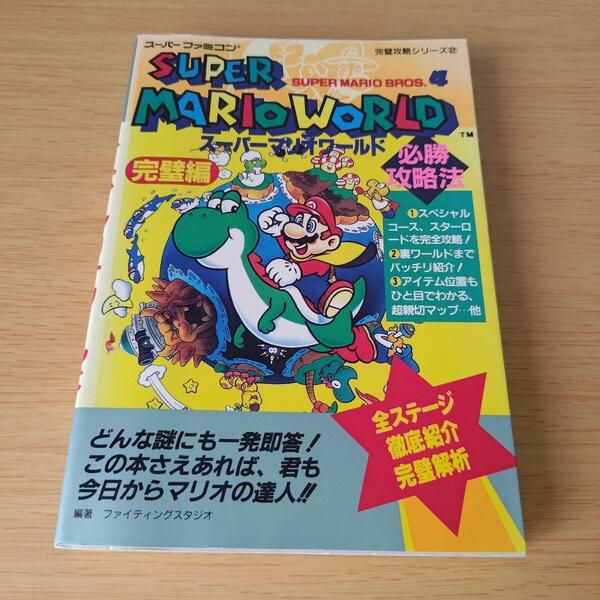 スーパーファミコン®
完璧攻略シリーズ②
SUPER
SUPER MARIO BROS. 4
MARIO WORLD
TM
スーパーマリオワールド
完璧編
必勝
攻略法
①スペシャル
コース、スターロ
ードを完全攻略！
②裏ワールドまで
バッチリ紹介！
③アイテム位置も
ひと目でわかる、
超親切マップ…他
全ステージ
徹底紹介
完璧解析
どんな謎にも一発即答！
この本さえあれば、君も
今日からマリオの達人!!
編著 ファイティングスタジオ